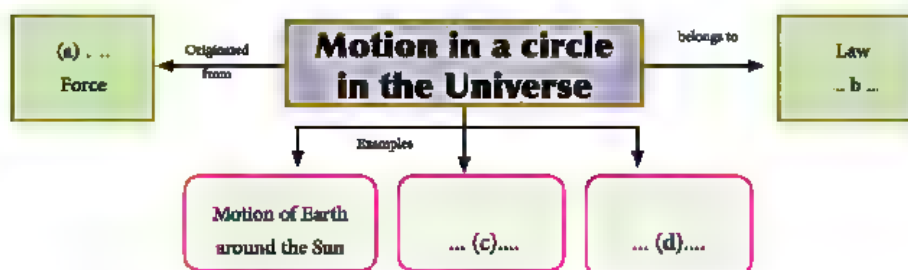 (a) . ...
Force
Originated
from
Motion in a circle
in the Universe
belongs to
Law
... b ...
Examples
Motion of Earth
around the Sun
... (c)....
... (d)....